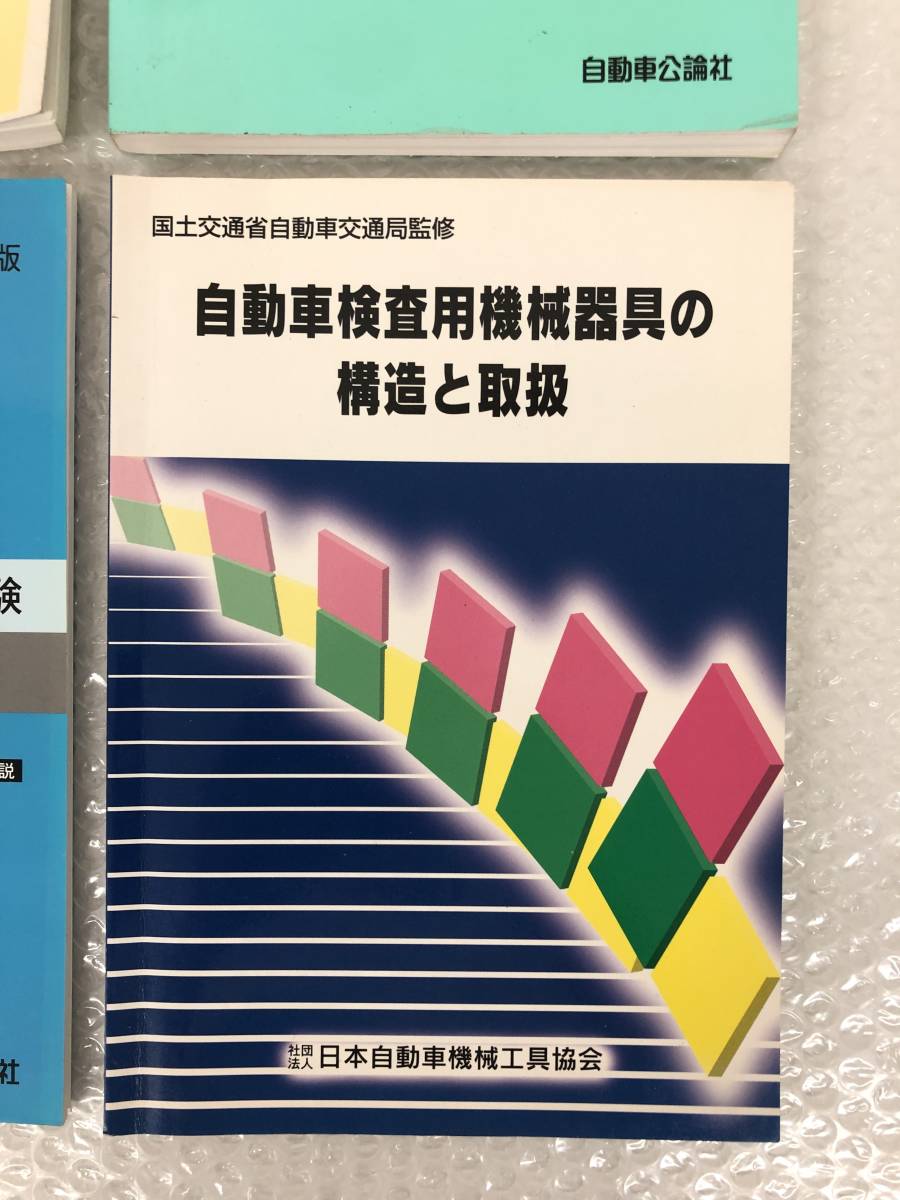 自動車公論社
国土交通省自動車交通局監修
自動車検査用機械器具の
構造と取扱
社団法人 日本自動車機械工具協会
版
験
説
社